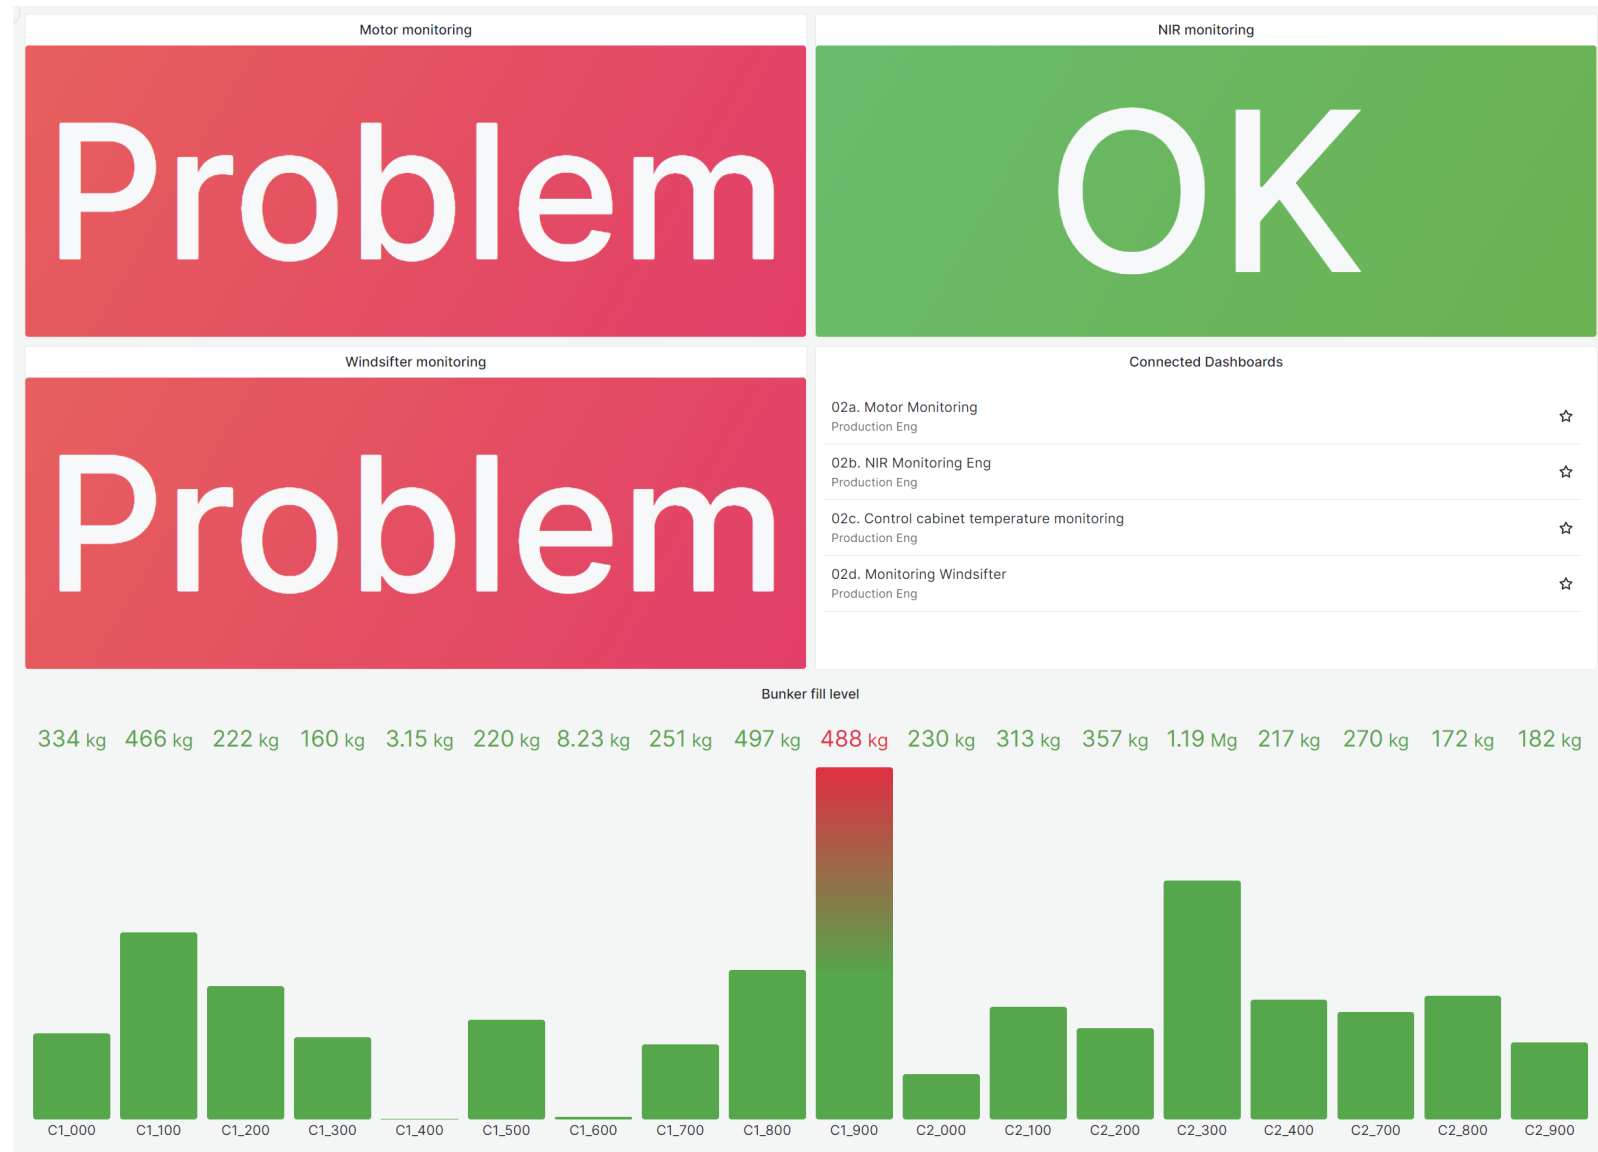 Motor monitoring
NIR monitoring
Problem
OK
Windsifter monitoring
Connected Dashboards
Problem
02a. Motor Monitoring
Production Eng
02b. NIR Monitoring Eng
Production Eng
02c. Control cabinet temperature monitoring
Production Eng
02d. Monitoring Windsifter
Production Eng
Bunker fill level
334 kg 466 kg 222 kg 160 kg 3.15 kg 220 kg 8.23 kg 251 kg 497 kg 488 kg 230 kg 313 kg 357 kg 1.19 Mg 217 kg 270 kg 172 kg 182 kg
C1_000 C1_100 C1_200 C1_300 C1_400 C1_500 C1_600 C1_700 C1_800 C1_900 C2_000 C2_100 C2_200 C2_300 C2_400 C2_700 C2_800 C2_900